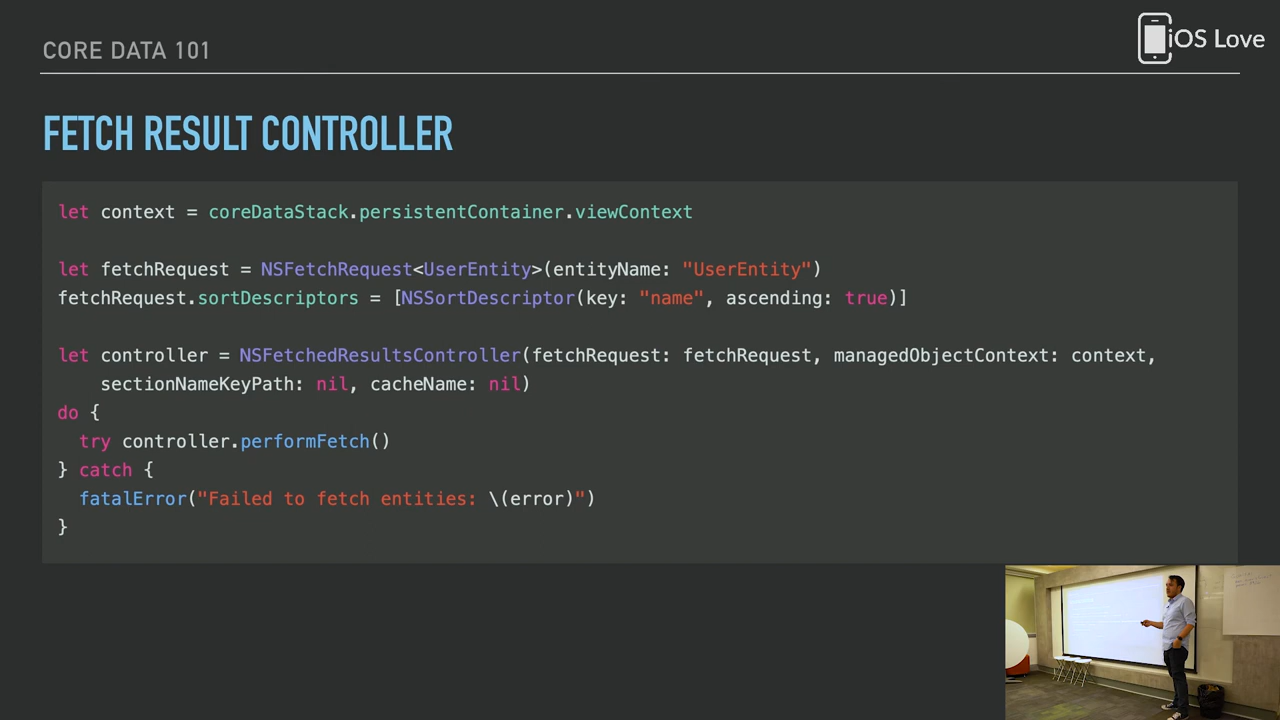 CORE DATA 101
iOS Love
FETCH RESULT CONTROLLER
let context = coreDataStack.persistentContainer.viewContext
let fetchRequest = NSFetchRequest<UserEntity>(entityName: "UserEntity")
fetchRequest.sortDescriptors = [NSSortDescriptor(key: "name", ascending: true)]
let controller = NSFetchedResultsController(fetchRequest: fetchRequest, managedObjectContext: context,
sectionNameKeyPath: nil, cacheName: nil)
do {
try controller.performFetch()
} catch {
fatalError("Failed to fetch entities: \(error)")
}